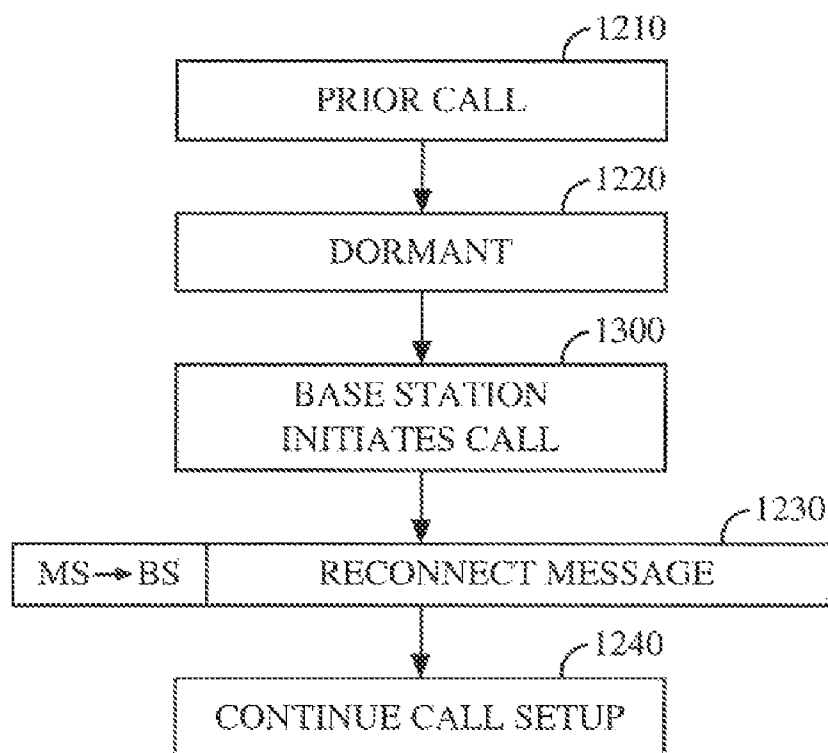 1210
PRIOR CALL
1220
DORMANT
1300
BASE STATION
INITIATES CALL
1230
MS→BS RECONNECT MESSAGE
1240
CONTINUE CALL SETUP